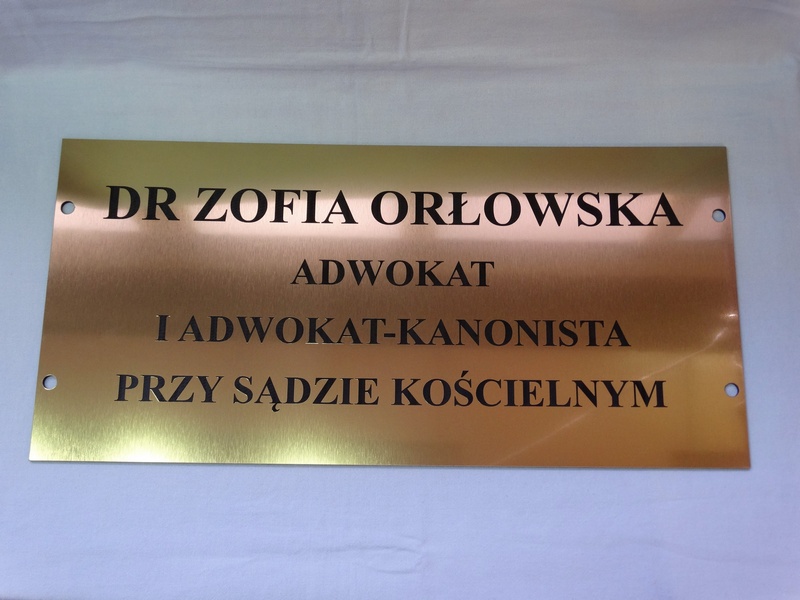 DR ZOFIA ORŁOWSKA
ADWOKAT
I ADWOKAT-KANONISTA
PRZY SĄDZIE KOŚCIELNYM